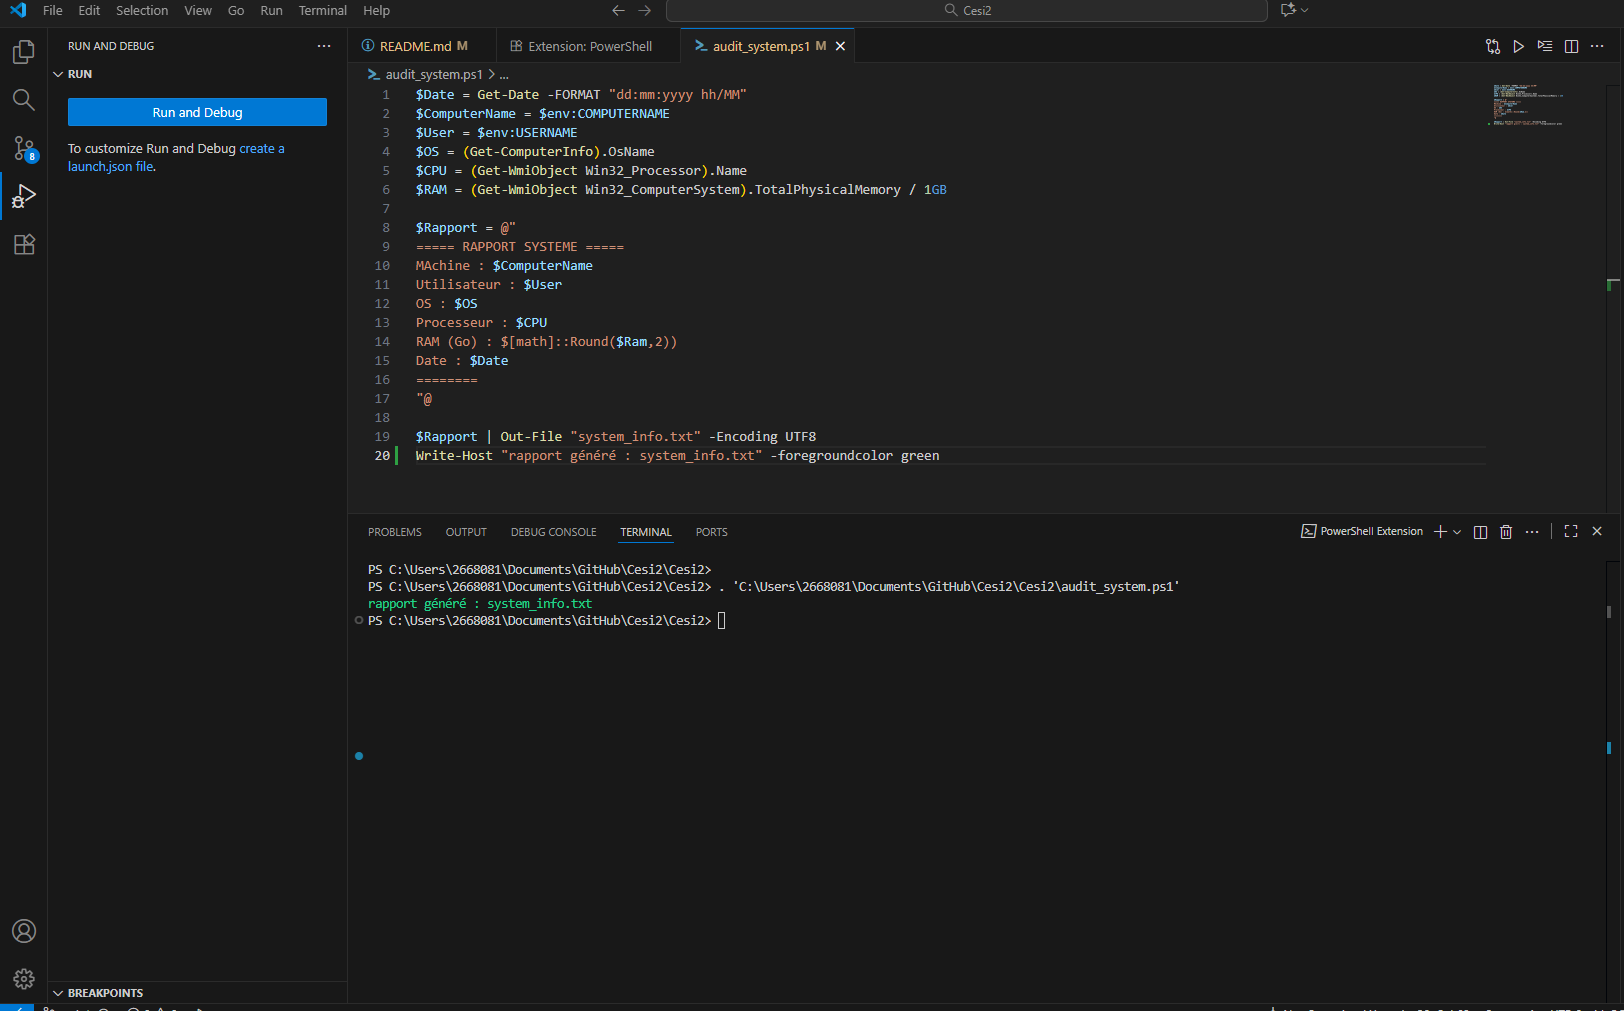 File Edit Selection View Go Run Terminal Help
Cesi2
RUN AND DEBUG
RUN
Run and Debug
To customize Run and Debug create a
launch.json file.
8
BREAKPOINTS
README.md M
Extension: PowerShell
audit_system.ps1 M
audit_system.ps1 > ...
1 $Date = Get-Date -FORMAT "dd:mm:yyyy hh/MM"
2 $ComputerName = $env:COMPUTERNAME
3 $User = $env:USERNAME
4 $OS = (Get-ComputerInfo).OsName
5 $CPU = (Get-WmiObject Win32_Processor).Name
6 $RAM = (Get-WmiObject Win32_ComputerSystem).TotalPhysicalMemory / 1GB
7
8 $Rapport = @"
9 ===== RAPPORT SYSTEME =====
10 MAchine : $ComputerName
11 Utilisateur : $User
12 OS : $OS
13 Processeur : $CPU
14 RAM (Go) : $[math]::Round($Ram,2))
15 Date : $Date
16 ========
17 "@
18
19 $Rapport | Out-File "system_info.txt" -Encoding UTF8
20 Write-Host "rapport généré : system_info.txt" -foregroundcolor green
PROBLEMS OUTPUT DEBUG CONSOLE TERMINAL PORTS
PowerShell Extension
PS C:\Users\2668081\Documents\GitHub\Cesi2\Cesi2>
PS C:\Users\2668081\Documents\GitHub\Cesi2\Cesi2> . 'C:\Users\2668081\Documents\GitHub\Cesi2\Cesi2\audit_system.ps1'
rapport généré : system_info.txt
PS C:\Users\2668081\Documents\GitHub\Cesi2\Cesi2>